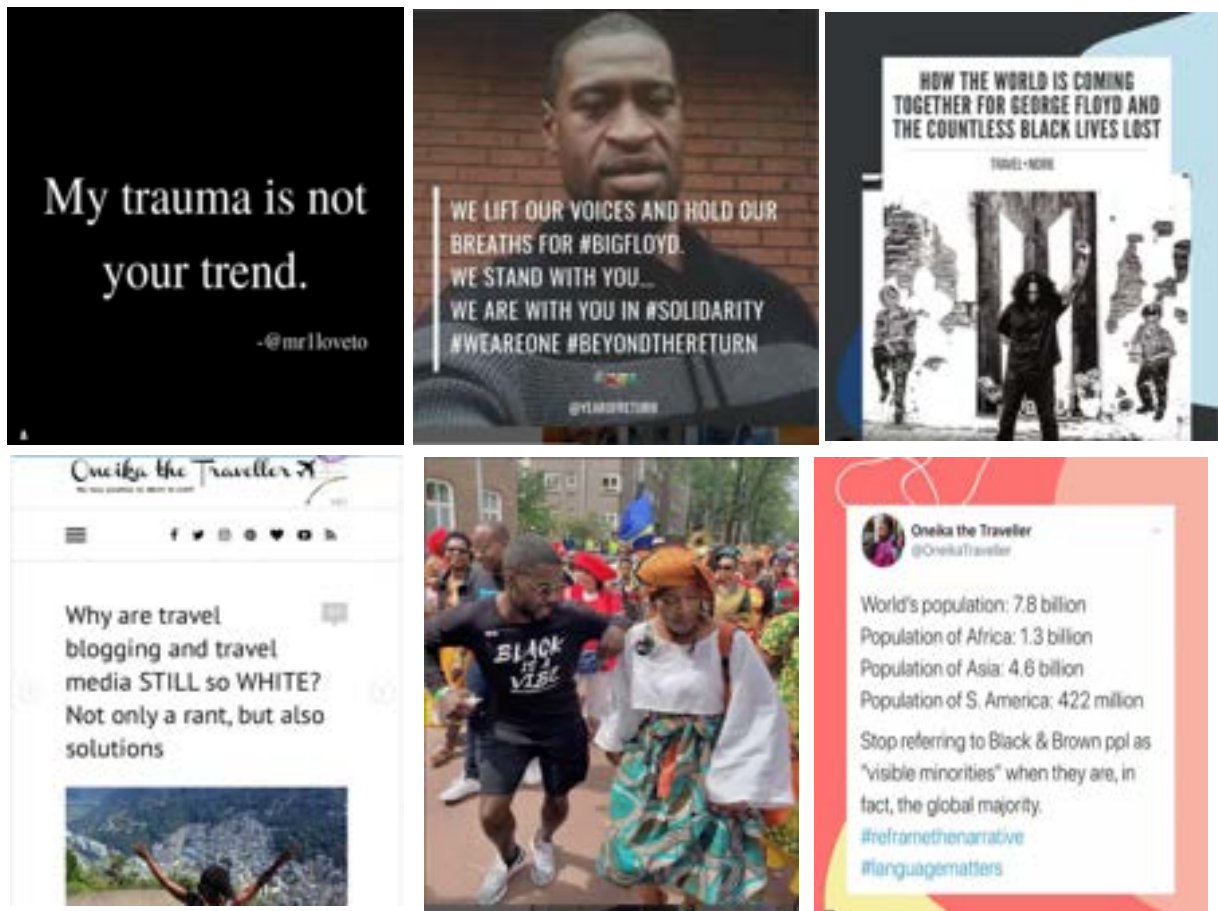 My trauma is not
your trend.
-@mr1loveto
WE LIFT OUR VOICES AND HOLD OUR
BREATHS FOR #BIGFLOYD.
WE STAND WITH YOU...
WE ARE WITH YOU IN #SOLIDARITY
#WEAREONE #BEYONDTHERETURN
@YEAROFRETURN
HOW THE WORLD IS COMING
TOGETHER FOR GEORGE FLOYD AND
THE COUNTLESS BLACK LIVES LOST
TRAVEL+NOIRE
Oneika the Traveller
Why are travel
blogging and travel
media STILL so WHITE?
Not only a rant, but also
solutions
BLACK
IS A
VIBE
Oneika the Traveller
@OneikaTraveller
World's population: 7.8 billion
Population of Africa: 1.3 billion
Population of Asia: 4.6 billion
Population of S. America: 422 million
Stop referring to Black & Brown ppl as
"visible minorities" when they are, in
fact, the global majority.
#reframethenarrative
#languagematters